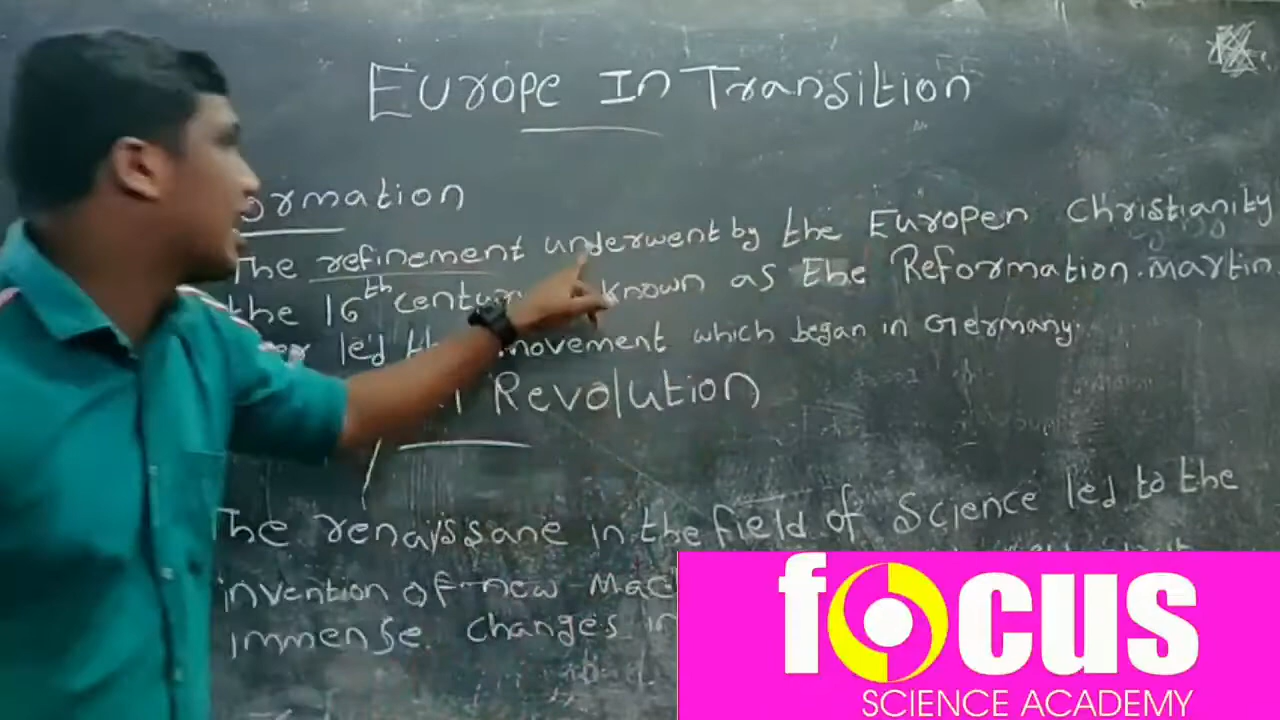 Europe In Transition
ormation
The refinement underwent by the Europen christianity
the 16th centur known as the Reformation. martin
led th movement which began in Germany.
Revolution
The renaissane in the field of Science led to the
invention of new Mac
immense changes in
focus
SCIENCE ACADEMY